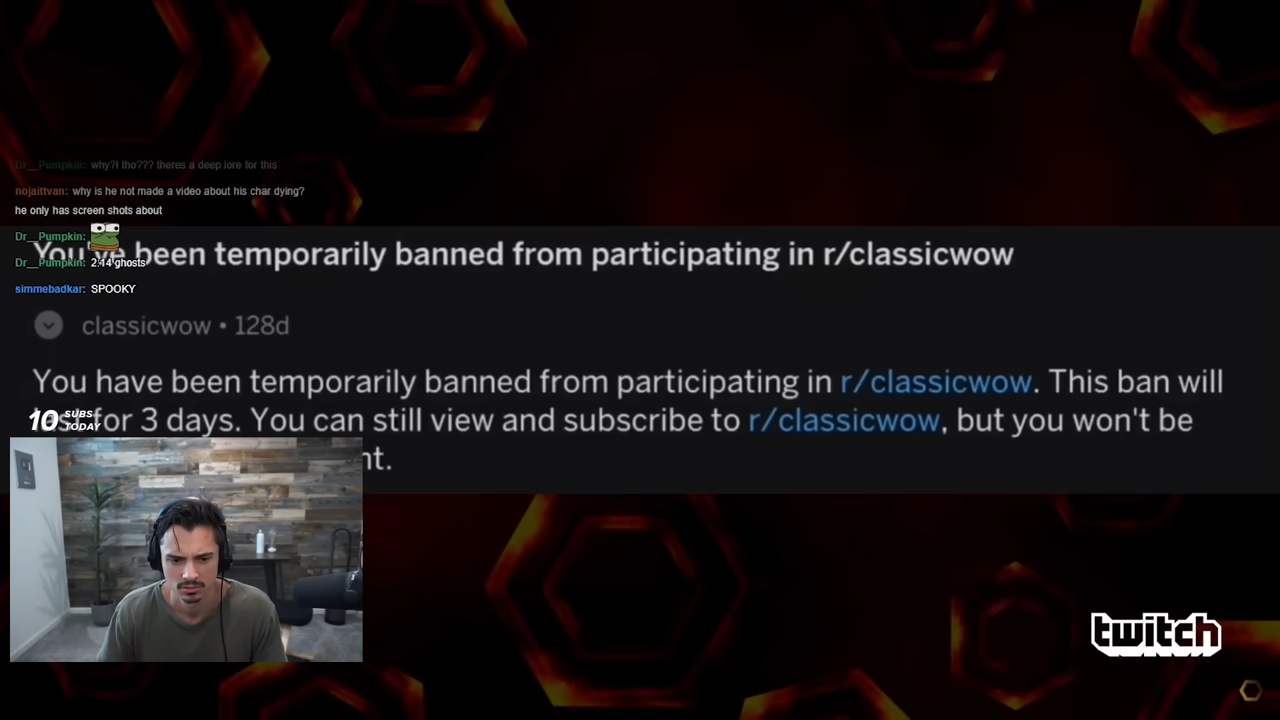 Dr__Pumpkin: why?I tho??? theres a deep lore for this
nojaittvan: why is he not made a video about his char dying?
he only has screen shots about
Dr__Pumpkin:
You've been temporarily banned from participating in r/classicwow
Dr__Pumpkin: 2:14 ghosts
simmebadkar: SPOOKY
classicwow • 128d
You have been temporarily banned from participating in r/classicwow. This ban will
for 3 days. You can still view and subscribe to r/classicwow, but you won't be
10 SUBS
TODAY
twitch